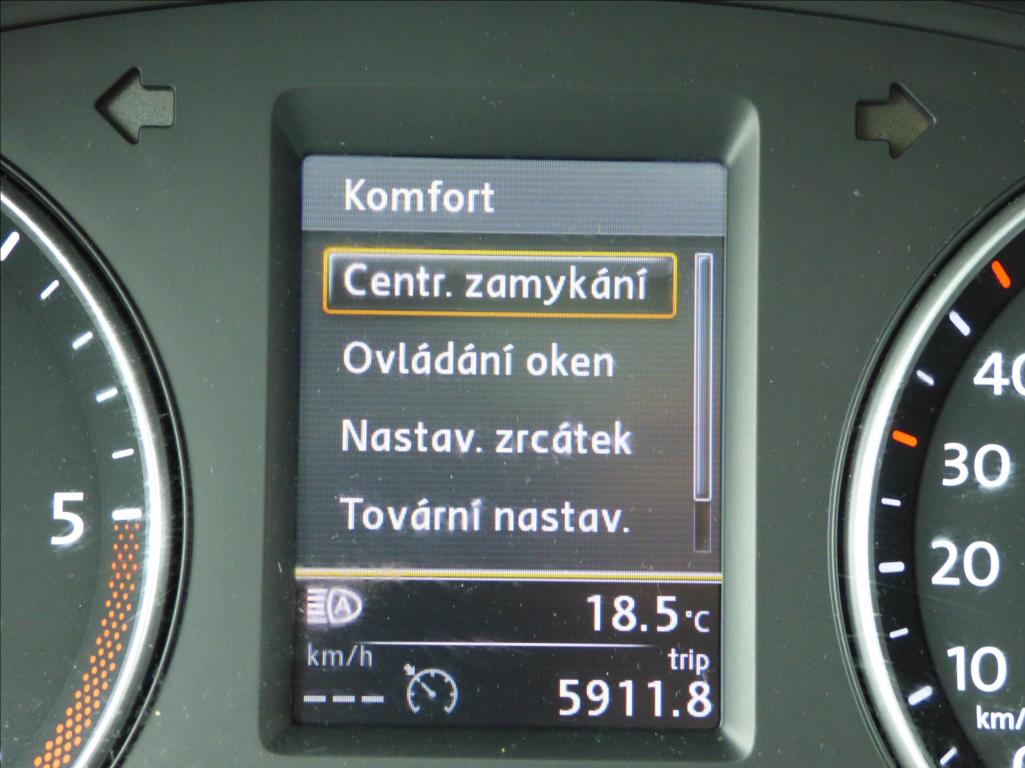 Komfort
Centr. zamykání
Ovládání oken
Nastav. zrcátek
Tovární nastav.
A
18.5°C
km/h
trip
---
5911.8
5
40
30
20
10
km/